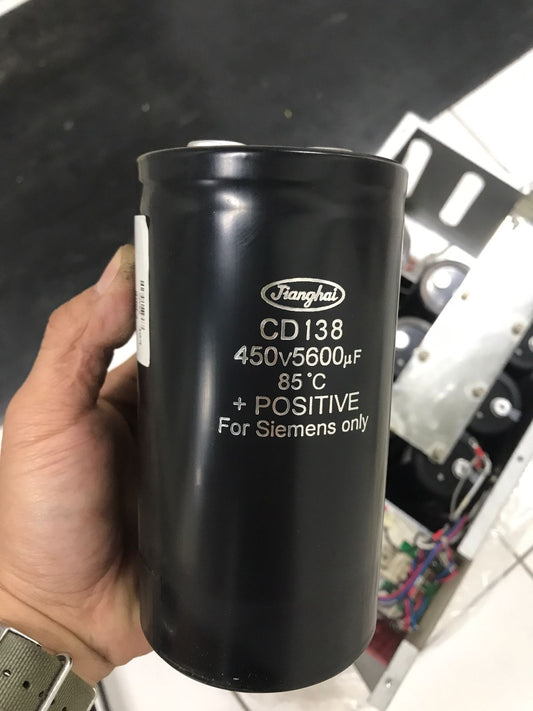 Jianghai
CD138
450v5600µF
85°C
+ POSITIVE
For Siemens only